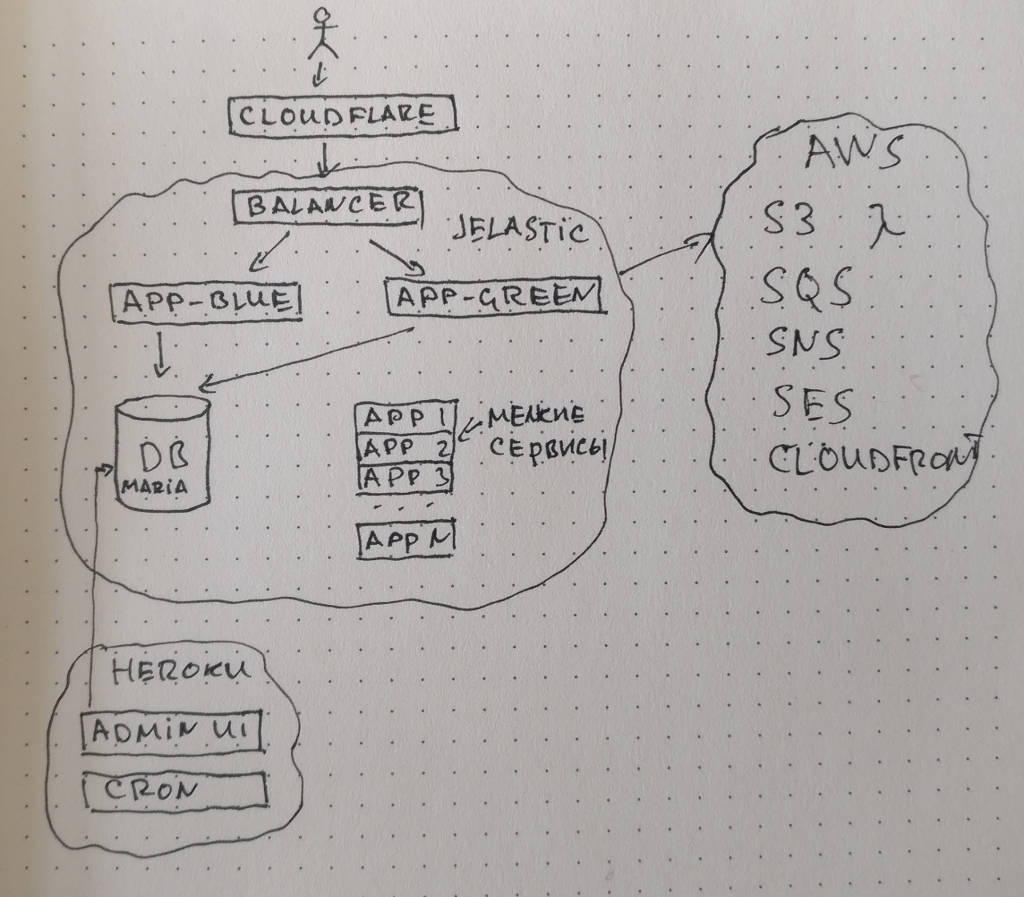 CLOUDFLARE
BALANCER
JELASTIC
APP-BLUE
APP-GREEN
DB
MARIA
APP 1
APP 2
APP 3
. . . .
APP N
МЕЛКИЕ
СЕРВИСЫ
AWS
S3 λ
SQS
SNS
SES
CLOUDFRONT
HEROKU
ADMIN UI
CRON